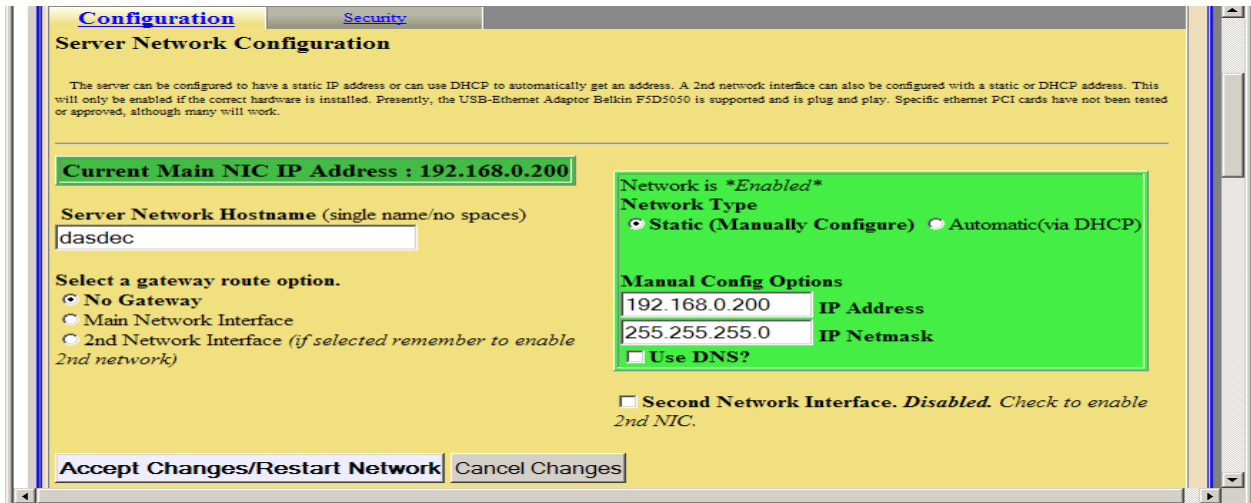 Configuration
Security
Server Network Configuration
The server can be configured to have a static IP address or can use DHCP to automatically get an address. A 2nd network interface can also be configured with a static or DHCP address. This
will only be enabled if the correct hardware is installed. Presently, the USB-Ethernet Adaptor Belkin F5D5050 is supported and is plug and play. Specific ethernet PCI cards have not been tested
or approved, although many will work.
Current Main NIC IP Address : 192.168.0.200
Server Network Hostname (single name/no spaces)
dasdec
Select a gateway route option.
No Gateway
Main Network Interface
2nd Network Interface (if selected remember to enable
2nd network)
Network is *Enabled*
Network Type
Static (Manually Configure) Automatic(via DHCP)
Manual Config Options
192.168.0.200 IP Address
255.255.255.0 IP Netmask
Use DNS?
Second Network Interface. Disabled. Check to enable
2nd NIC.
Accept Changes/Restart Network Cancel Changes